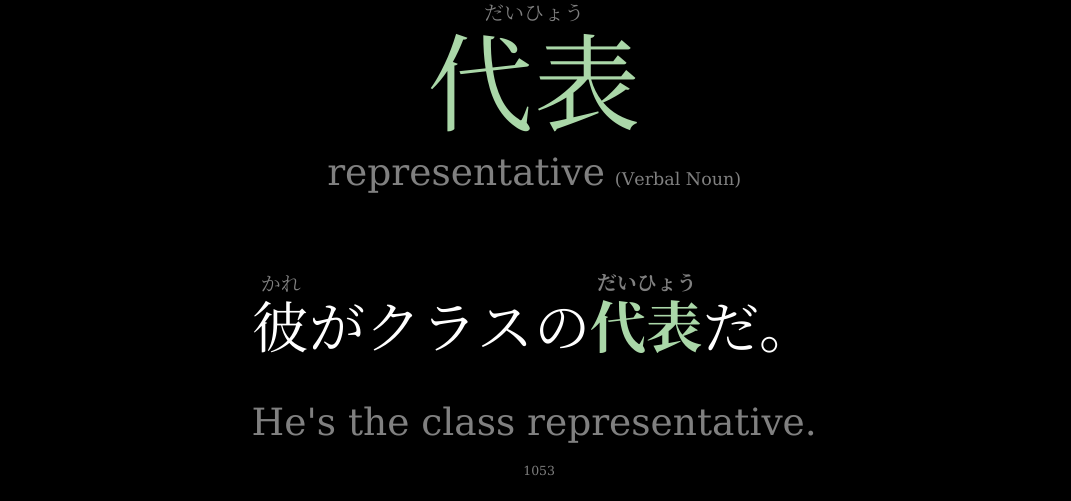 だいひょう
代表
representative (Verbal Noun)
かれ だいひょう
彼がクラスの代表だ。
He's the class representative.
1053